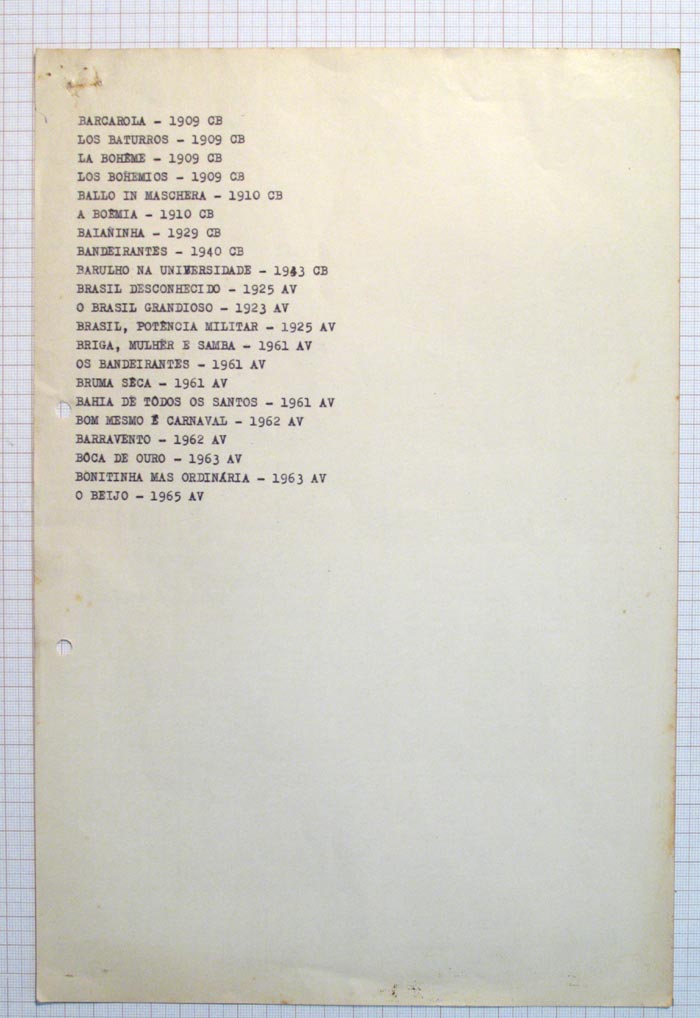 BARCAROLA - 1909 CB
LOS BATURROS - 1909 CB
LA BOHÊME - 1909 CB
LOS BOHEMIOS - 1909 CB
BALLO IN MASCHERA - 1910 CB
A BOÊMIA - 1910 CB
BAIANINHA - 1929 CB
BANDEIRANTES - 1940 CB
BARULHO NA UNIVERSIDADE - 1943 CB
BRASIL DESCONHECIDO - 1925 AV
O BRASIL GRANDIOSO - 1923 AV
BRASIL, POTÊNCIA MILITAR - 1925 AV
BRIGA, MULHÉR E SAMBA - 1961 AV
OS BANDEIRANTES - 1961 AV
BRUMA SÊCA - 1961 AV
BAHIA DE TÔDOS OS SANTOS - 1961 AV
BOM MESMO É CARNAVAL - 1962 AV
BARRAVENTO - 1962 AV
BÔCA DE OURO - 1963 AV
BONITINHA MAS ORDINÁRIA - 1963 AV
O BEIJO - 1965 AV